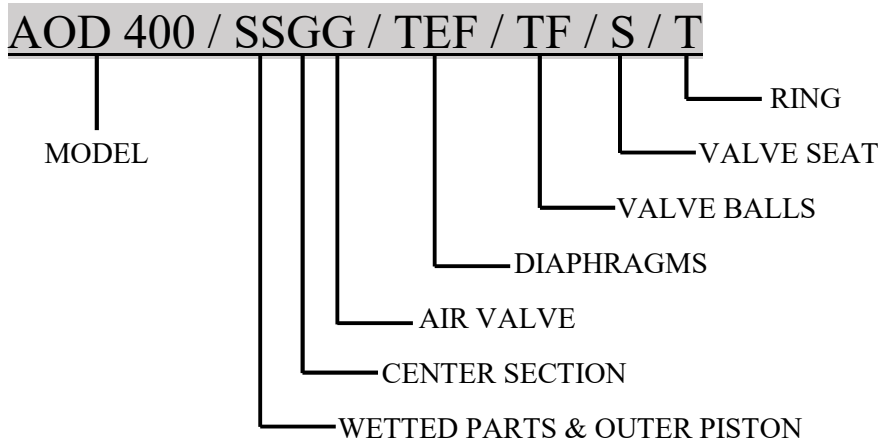 AOD 400 / SSGG / TEF / TF / S / T
RING
MODEL
VALVE SEAT
VALVE BALLS
DIAPHRAGMS
AIR VALVE
CENTER SECTION
WETTED PARTS & OUTER PISTON